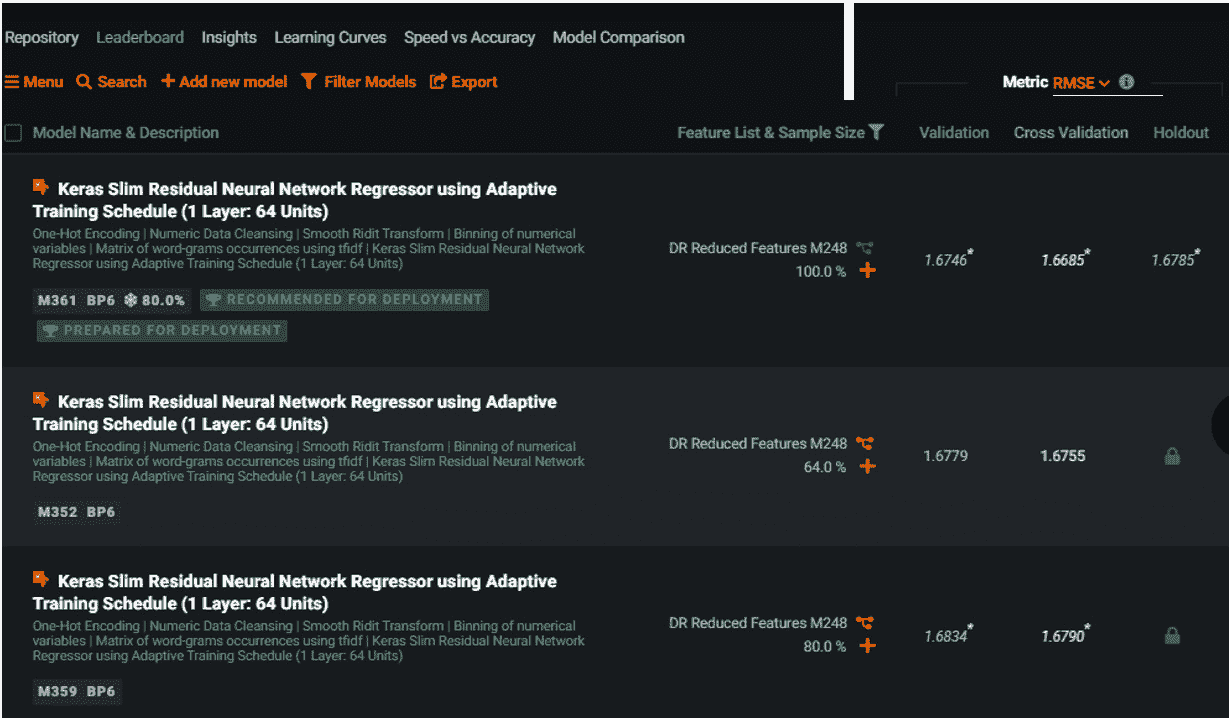 Repository Leaderboard Insights Learning Curves Speed vs Accuracy Model Comparison
Menu Search + Add new model Filter Models Export
Metric RMSE
Model Name & Description Feature List & Sample Size Validation Cross Validation Holdout
Keras Slim Residual Neural Network Regressor using Adaptive
Training Schedule (1 Layer: 64 Units)
One-Hot Encoding | Numeric Data Cleansing | Smooth Ridit Transform | Binning of numerical
variables | Matrix of word-grams occurrences using tfidf | Keras Slim Residual Neural Network
Regressor using Adaptive Training Schedule (1 Layer: 64 Units)
DR Reduced Features M248
100.0 % +
1.6746* 1.6685* 1.6785*
M361 BP6 80.0% RECOMMENDED FOR DEPLOYMENT
PREPARED FOR DEPLOYMENT
Keras Slim Residual Neural Network Regressor using Adaptive
Training Schedule (1 Layer: 64 Units)
One-Hot Encoding | Numeric Data Cleansing | Smooth Ridit Transform | Binning of numerical
variables | Matrix of word-grams occurrences using tfidf | Keras Slim Residual Neural Network
Regressor using Adaptive Training Schedule (1 Layer: 64 Units)
DR Reduced Features M248
64.0 % +
1.6779 1.6755
M352 BP6
Keras Slim Residual Neural Network Regressor using Adaptive
Training Schedule (1 Layer: 64 Units)
One-Hot Encoding | Numeric Data Cleansing | Smooth Ridit Transform | Binning of numerical
variables | Matrix of word-grams occurrences using tfidf | Keras Slim Residual Neural Network
Regressor using Adaptive Training Schedule (1 Layer: 64 Units)
DR Reduced Features M248
80.0 % +
1.6834* 1.6790*
M359 BP6